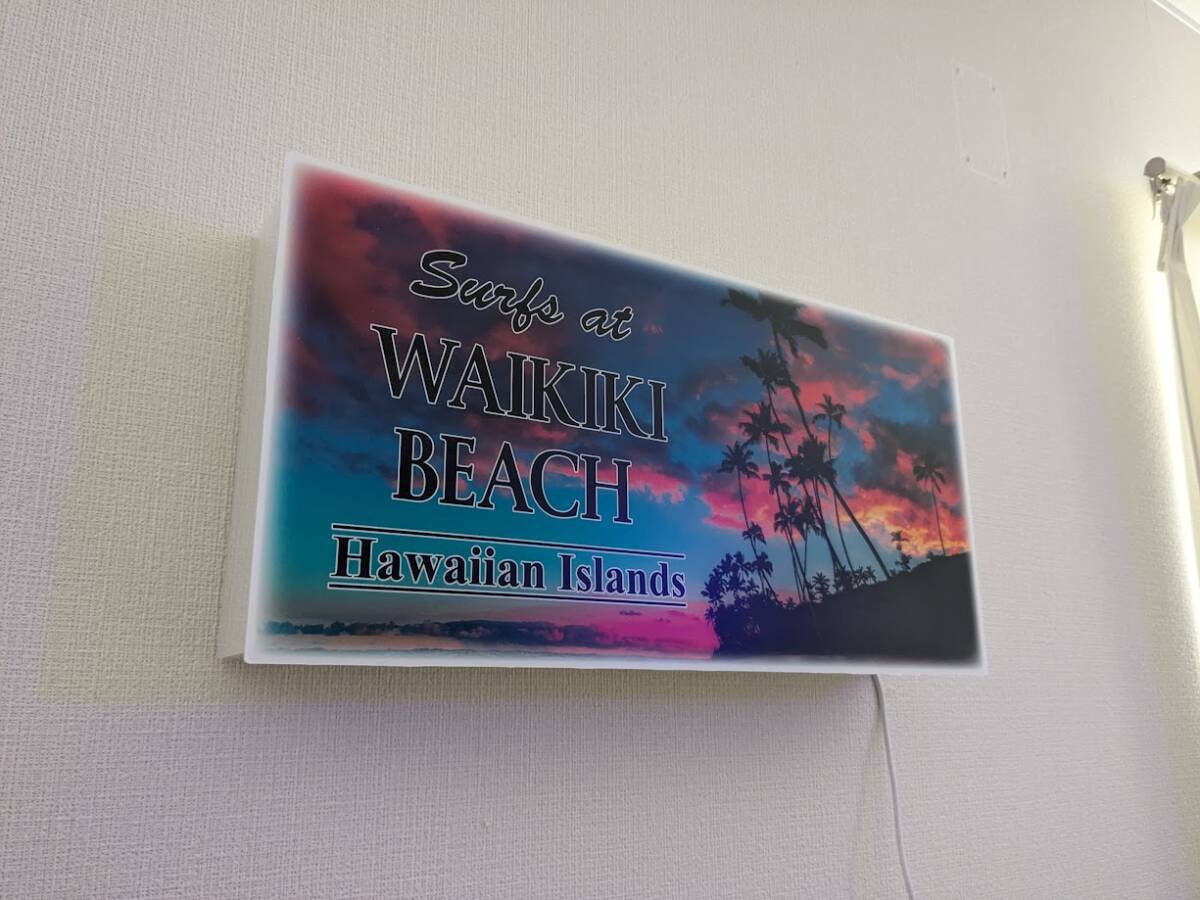 Surfs at
WAIKIKI
BEACH
Hawaiian Islands